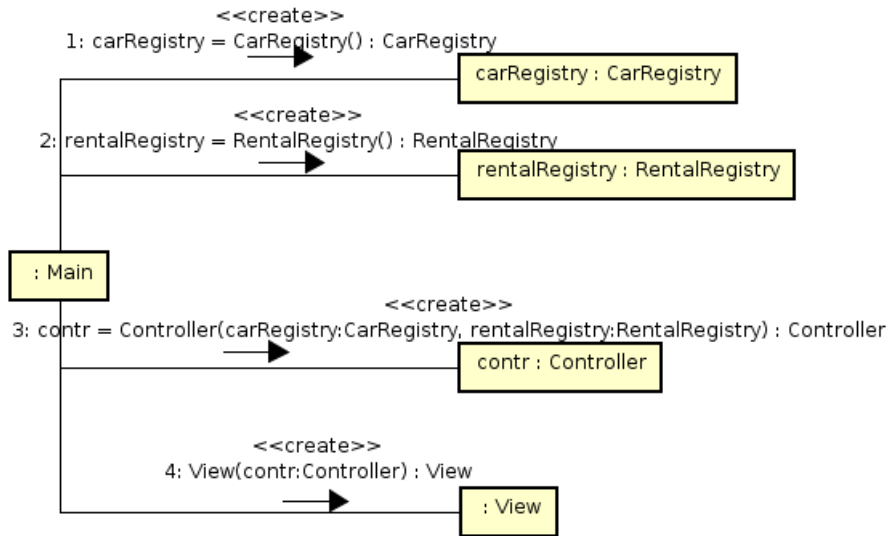 <<create>>
1: carRegistry = CarRegistry() : CarRegistry
carRegistry : CarRegistry
<<create>>
2: rentalRegistry = RentalRegistry() : RentalRegistry
rentalRegistry : RentalRegistry
: Main
<<create>>
3: contr = Controller(carRegistry:CarRegistry, rentalRegistry:RentalRegistry) : Controller
contr : Controller
<<create>>
4: View(contr:Controller) : View
: View